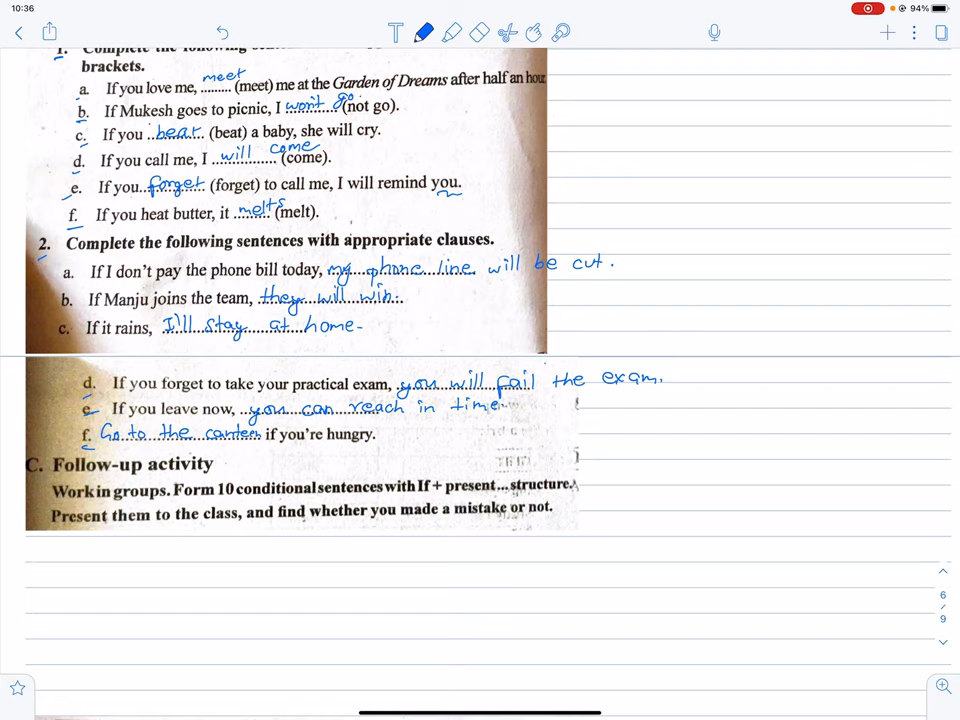 10:36
94%
1. Complete the following
brackets.
a. If you love me, meet (meet) me at the Garden of Dreams after half an hour
b. If Mukesh goes to picnic, I won't go (not go).
c. If you bear (beat) a baby, she will cry.
d. If you call me, I will come (come).
e. If you forget (forget) to call me, I will remind you.
f. If you heat butter, it melts (melt).
2. Complete the following sentences with appropriate clauses.
a. If I don't pay the phone bill today, my phone line will be cut.
b. If Manju joins the team, they will win.
c. If it rains, I'll stay at home-
d. If you forget to take your practical exam, you will fail the exam.
e. If you leave now, you can reach in time
f. Go to the canteen if you're hungry.
C. Follow-up activity
Work in groups. Form 10 conditional sentences with If + present... structure.
Present them to the class, and find whether you made a mistake or not.
6
/
9